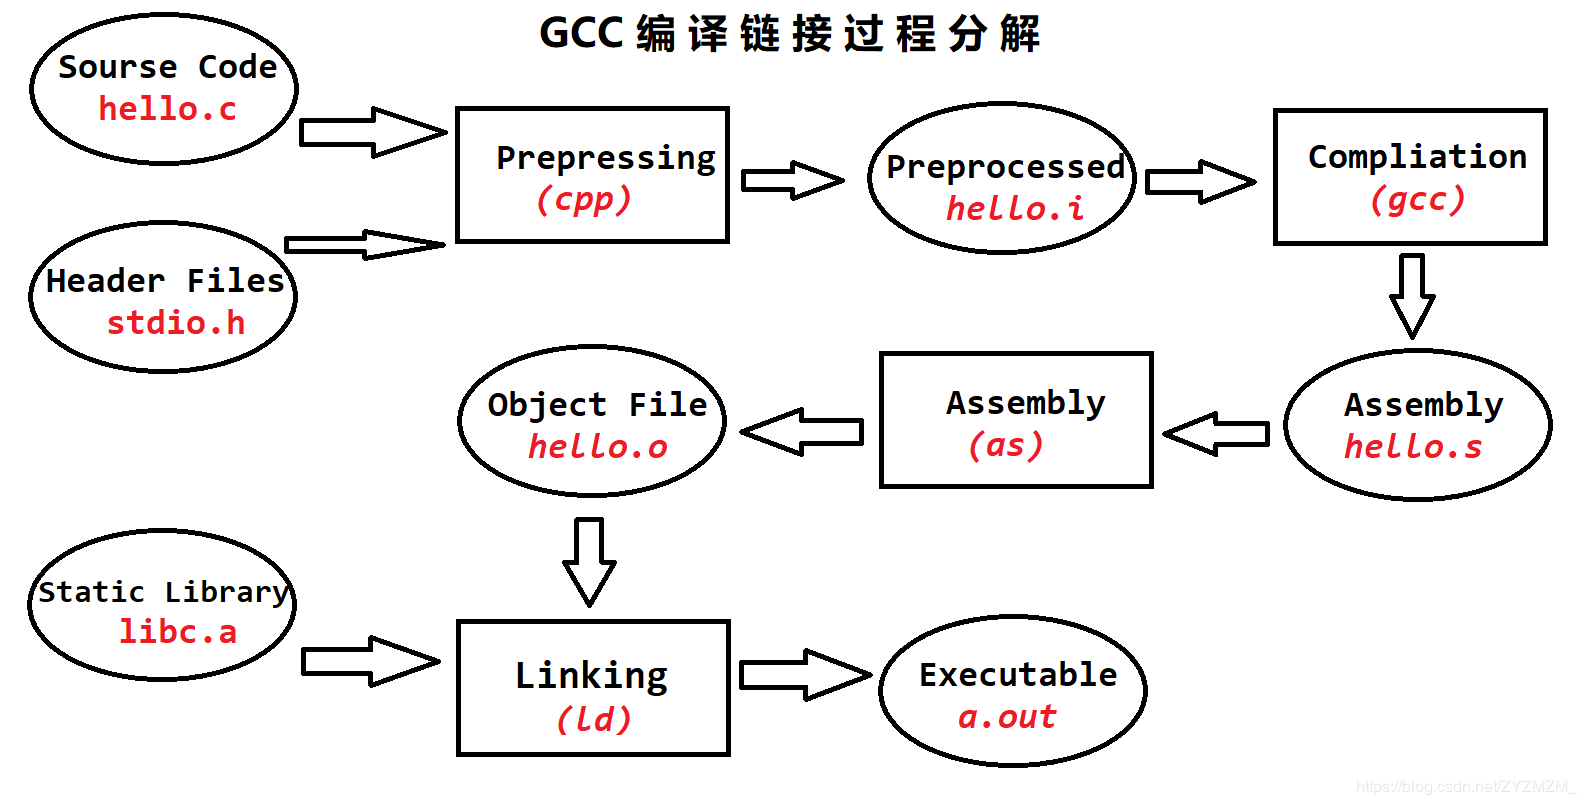 GCC 编 译 链 接 过 程 分 解
Sourse Code
hello.c
Header Files
stdio.h
Prepressing
(cpp)
Preprocessed
hello.i
Compliation
(gcc)
Assembly
hello.s
Assembly
(as)
Object File
hello.o
Static Library
libc.a
Linking
(ld)
Executable
a.out
https://blog.csdn.net/ZYZMZM_